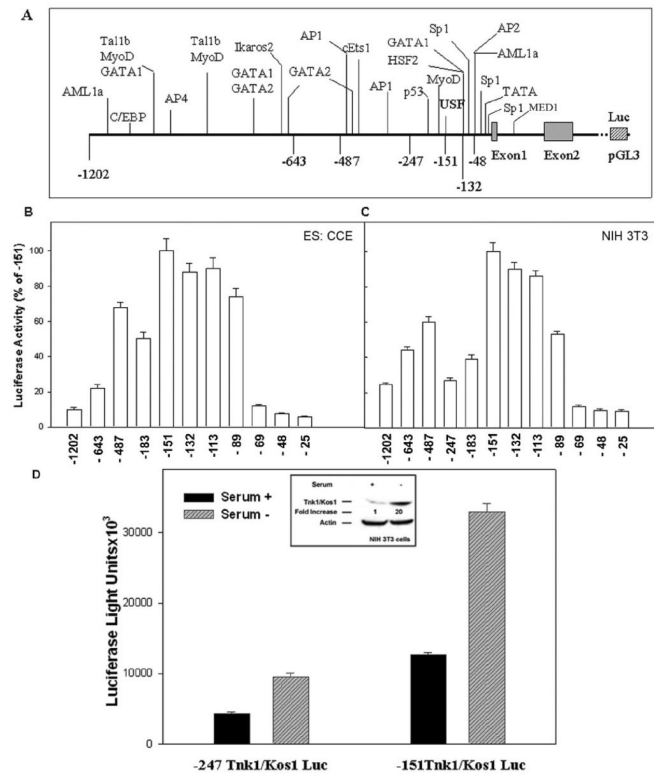 A
Tal1b
MyoD
GATA1
AML1a
C/EBP
AP4
Tal1b
MyoD
Ikaros2
GATA1
GATA2
GATA2
AP1
cEts1
AP1
p53
GATA1
HSF2
MyoD
USF
Sp1
AP2
AML1a
Sp1
TATA
Sp1
MED1
Luc
-1202
-643
-487
-247
-151
-132
-48
Exon1
Exon2
pGL3
B
ES: CCE
Luciferase Activity (% of -151)
100
80
60
40
20
0
-1202
- 643
- 487
-183
-151
-132
-113
- 89
-69
-48
-25
C
NIH 3T3
-1202
- 643
- 487
- 247
-183
-151
-132
-113
-89
- 69
- 48
- 25
D
Serum +
Serum -
Serum + -
Tnk1/Kos1
Fold Increase 1 20
Actin
NIH 3T3 cells
Luciferase Light Unitsx10³
30000
20000
10000
0
-247 Tnk1/Kos1 Luc
-151Tnk1/Kos1 Luc